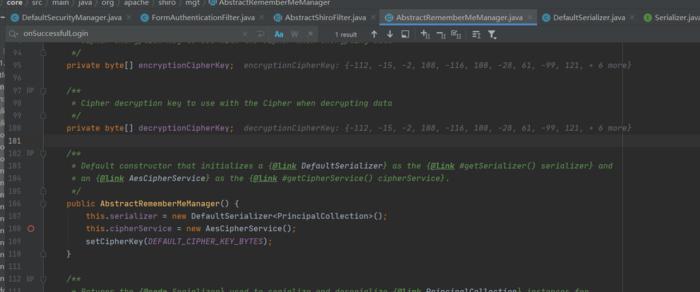 core › src › main › java › org › apache › shiro › mgt › AbstractRememberMeManager
DefaultSecurityManager.java × FormAuthenticationFilter.java × AbstractShiroFilter.java × AbstractRememberMeManager.java × DefaultSerializer.java × Serializer.java
onSuccessfulLogin × Aa W .* 1 result
94 */
95 private byte[] encryptionCipherKey; encryptionCipherKey: {-112, -15, -2, 108, -116, 100, -28, 61, -99, 121, + 6 more}
96
97 /**
98 * Cipher decryption key to use with the Cipher when decrypting data
99 */
100 private byte[] decryptionCipherKey; decryptionCipherKey: {-112, -15, -2, 108, -116, 100, -28, 61, -99, 121, + 6 more}
101
102 /**
103 * Default constructor that initializes a {@link DefaultSerializer} as the {@link #getSerializer() serializer} and
104 * an {@link AesCipherService} as the {@link #getCipherService() cipherService}.
105 */
106 public AbstractRememberMeManager() {
107 this.serializer = new DefaultSerializer<PrincipalCollection>();
108 this.cipherService = new AesCipherService();
109 setCipherKey(DEFAULT_CIPHER_KEY_BYTES);
110 }
111
112 /**